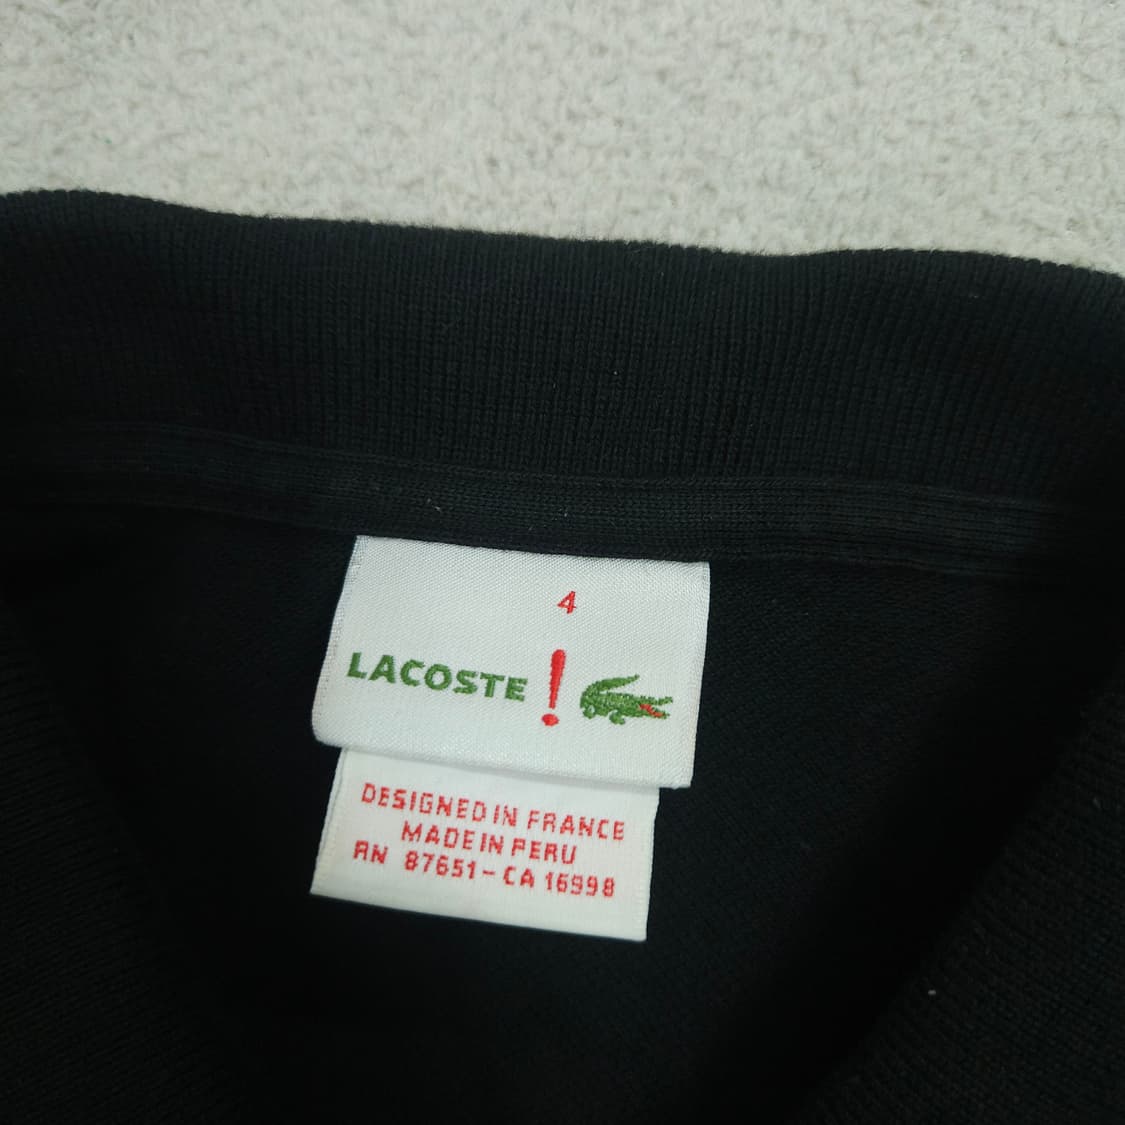 4
LACOSTE !
DESIGNED IN FRANCE
MADE IN PERU
RN 87651-CA 16998